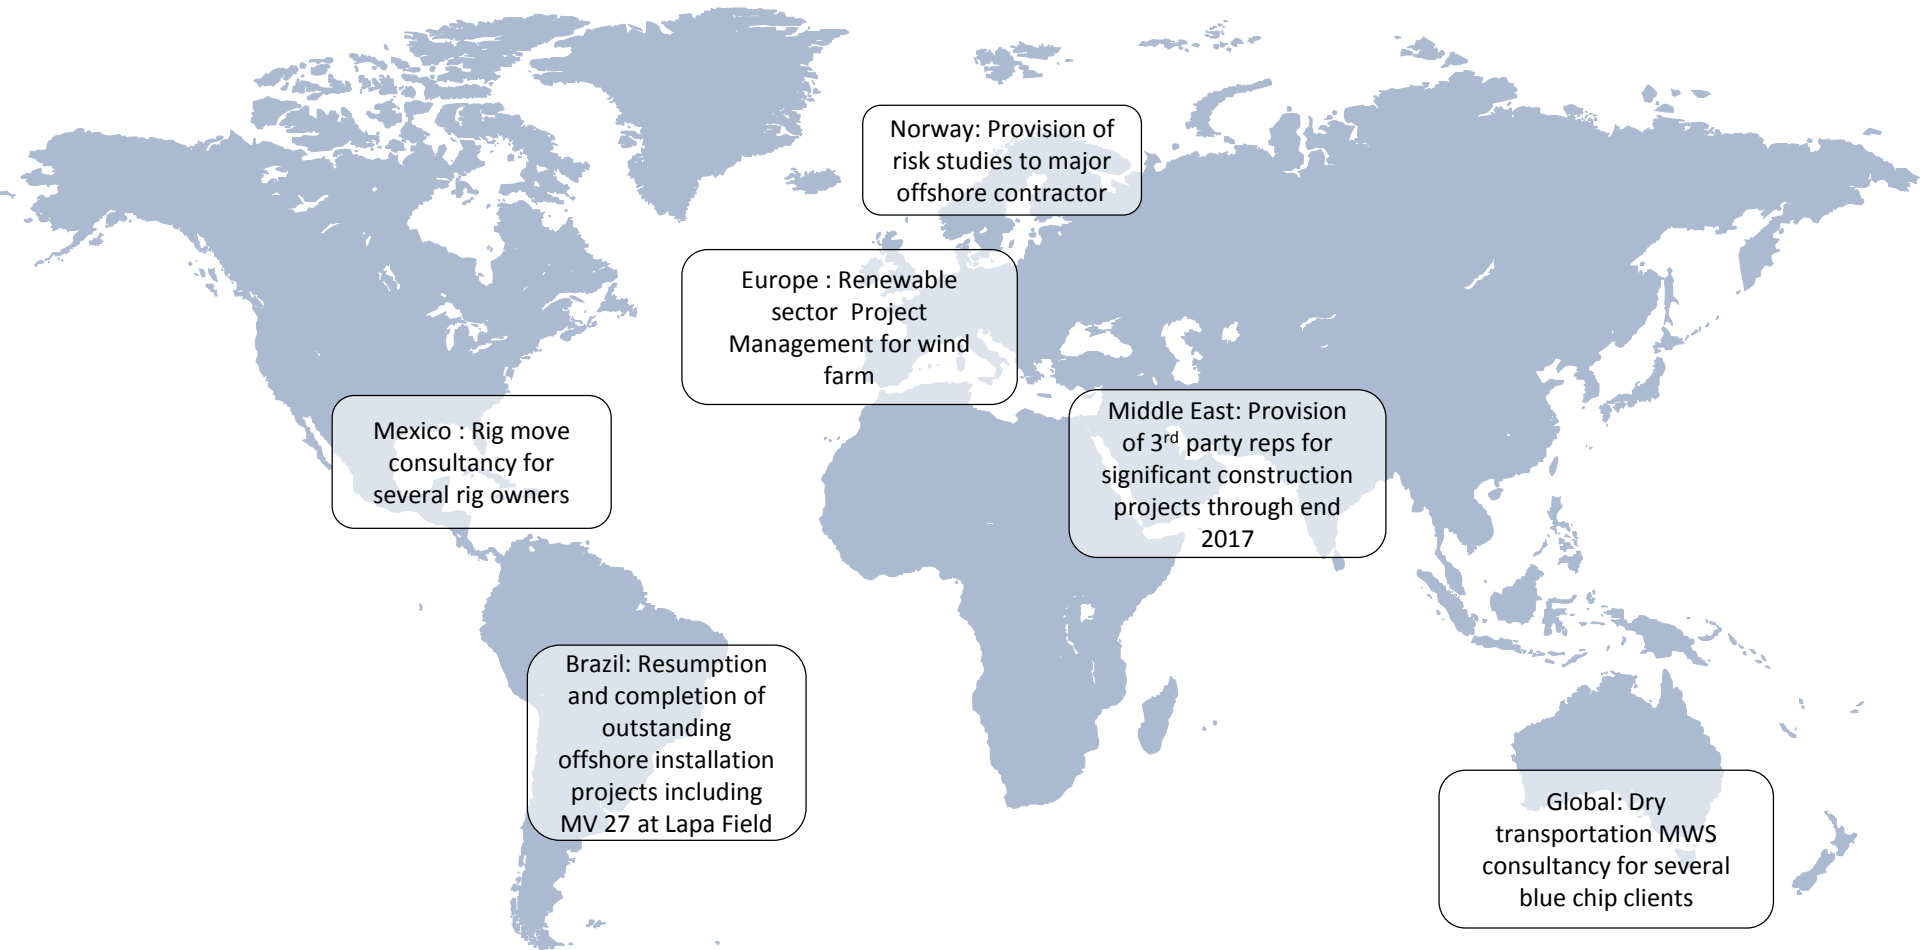 Norway: Provision of
risk studies to major
offshore contractor
Europe : Renewable
sector  Project
Management for wind
farm
Mexico : Rig move
consultancy for
several rig owners
Middle East: Provision
of 3rd party reps for
significant construction
projects through end
2017
Brazil: Resumption
and completion of
outstanding
offshore installation
projects including
MV 27 at Lapa Field
Global: Dry
transportation MWS
consultancy for several
blue chip clients